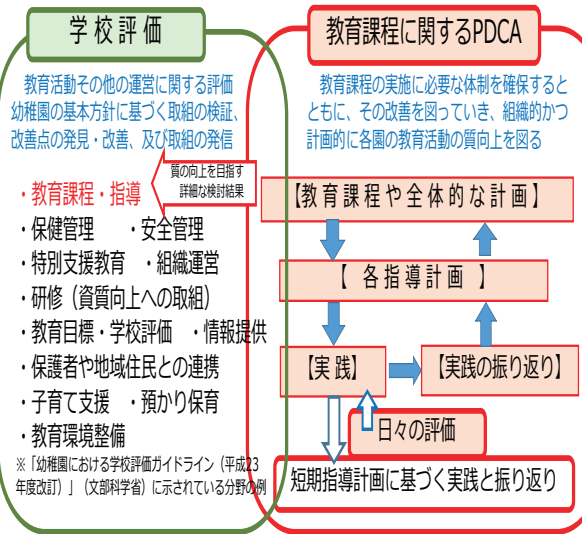 学校評価
教育活動その他の運営に関する評価
幼稚園の基本方針に基づく取組の検証、
改善点の発見・改善、及び取組の発信
・教育課程・指導
・保健管理　・安全管理
・特別支援教育　・組織運営
・研修（資質向上への取組）
・教育目標・学校評価　・情報提供
・保護者や地域住民との連携
・子育て支援　・預かり保育
・教育環境整備
※「幼稚園における学校評価ガイドライン（平成23
年度改訂）」（文部科学省）に示されている分野の例
質の向上を目指す
詳細な検討結果
教育課程に関するPDCA
教育課程の実施に必要な体制を確保すると
ともに、その改善を図っていき、組織的かつ
計画的に各園の教育活動の質向上を図る
【教育課程や全体的な計画】
【 各指導計画 】
【実践】
【実践の振り返り】
日々の評価
短期指導計画に基づく実践と振り返り